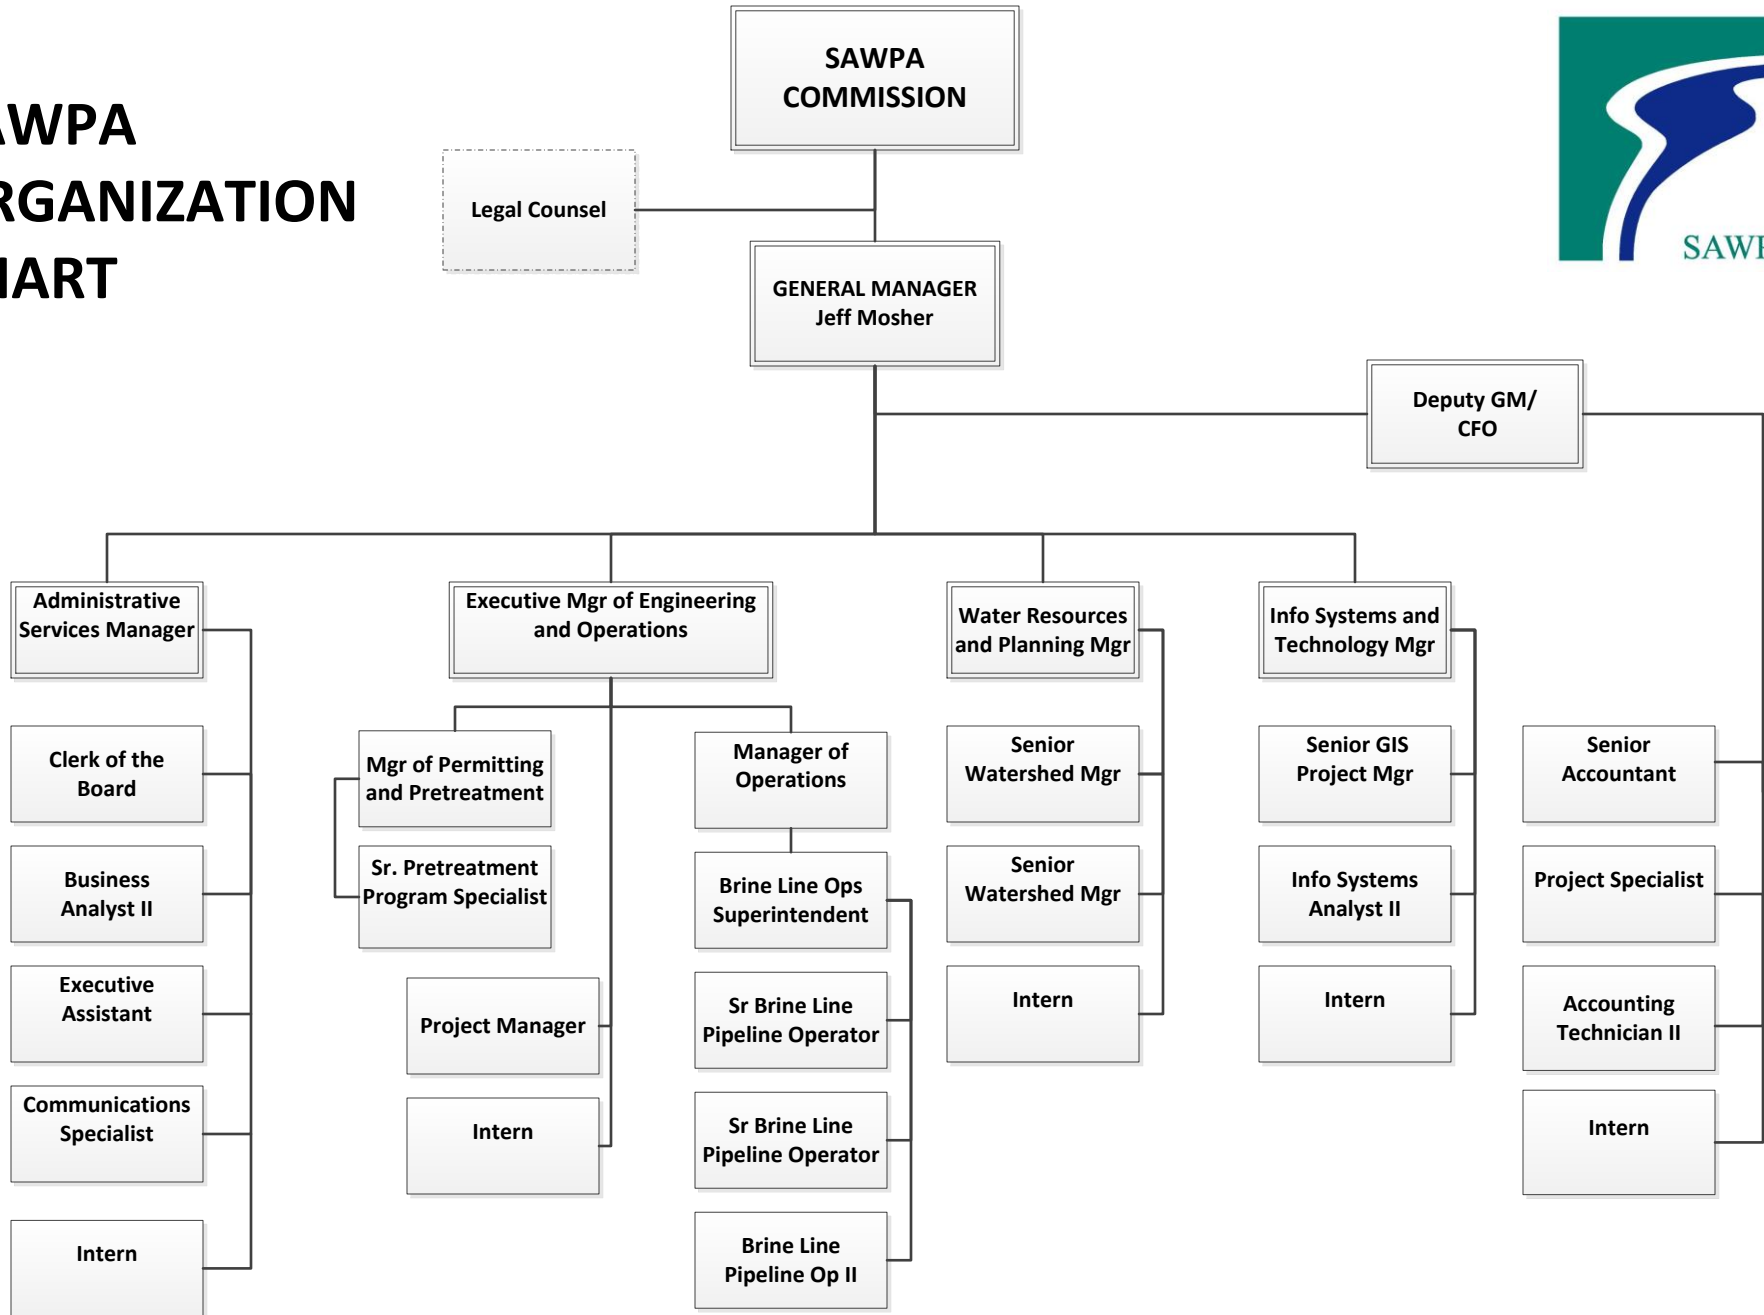 AWPA
RGANIZATION
HART
SAWPA
COMMISSION
Legal Counsel
SAWP
GENERAL MANAGER
Jeff Mosher
Deputy GM/
CFO
Administrative
Services Manager
Clerk of the
Board
Business
Analyst II
Executive
Assistant
Communications
Specialist
Intern
Executive Mgr of Engineering
and Operations
Mgr of Permitting
and Pretreatment
Sr. Pretreatment
Program Specialist
Project Manager
Intern
Manager of
Operations
Brine Line Ops
Superintendent
Sr Brine Line
Pipeline Operator
Sr Brine Line
Pipeline Operator
Brine Line
Pipeline Op II
Water Resources
and Planning Mgr
Senior
Watershed Mgr
Senior
Watershed Mgr
Intern
Info Systems and
Technology Mgr
Senior GIS
Project Mgr
Info Systems
Analyst II
Intern
Senior
Accountant
Project Specialist
Accounting
Technician II
Intern